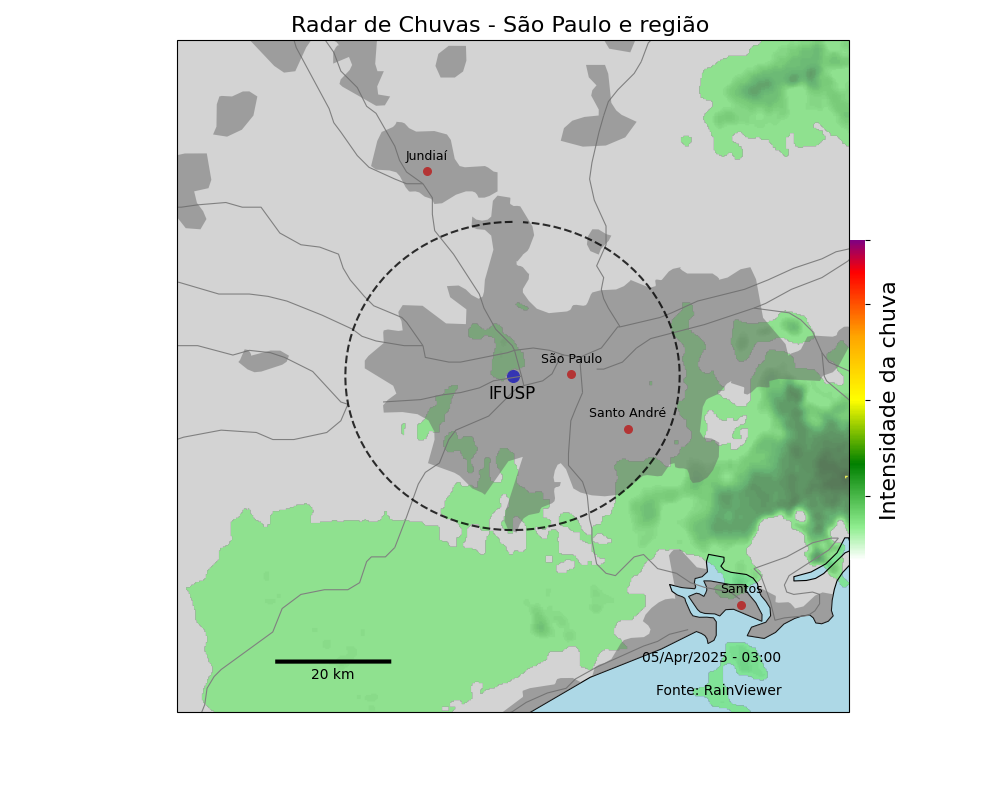 Radar de Chuvas - São Paulo e região
Jundiaí
São Paulo
IFUSP
Santo André
Intensidade da chuva
Santos
05/Apr/2025 - 03:00
20 km
Fonte: RainViewer